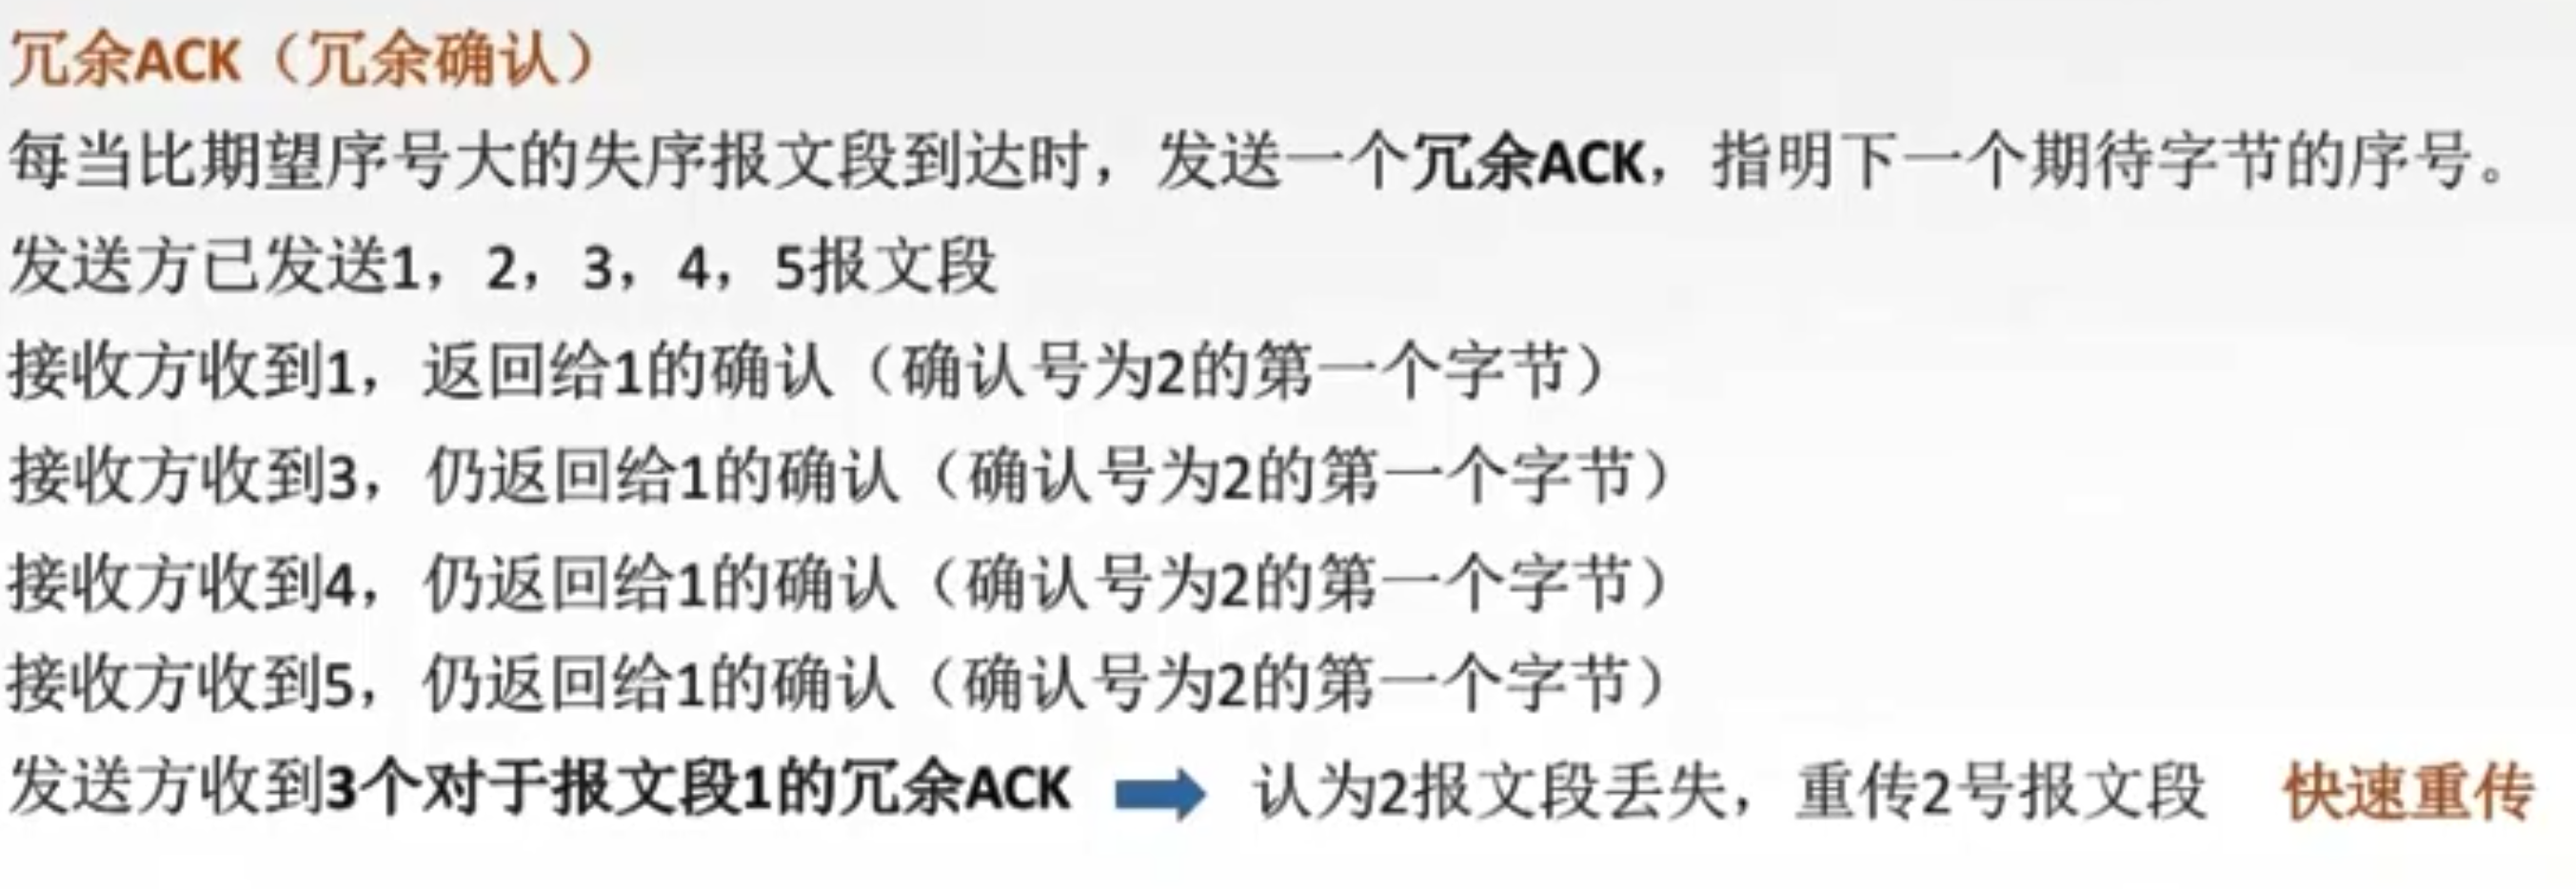 冗余ACK（冗余确认）
每当比期望序号大的失序报文段到达时，发送一个冗余ACK，指明下一个期待字节的序号。
发送方已发送1，2，3，4，5报文段
接收方收到1，返回给1的确认（确认号为2的第一个字节）
接收方收到3，仍返回给1的确认（确认号为2的第一个字节）
接收方收到4，仍返回给1的确认（确认号为2的第一个字节）
接收方收到5，仍返回给1的确认（确认号为2的第一个字节）
发送方收到3个对于报文段1的冗余ACK 认为2报文段丢失，重传2号报文段 快速重传